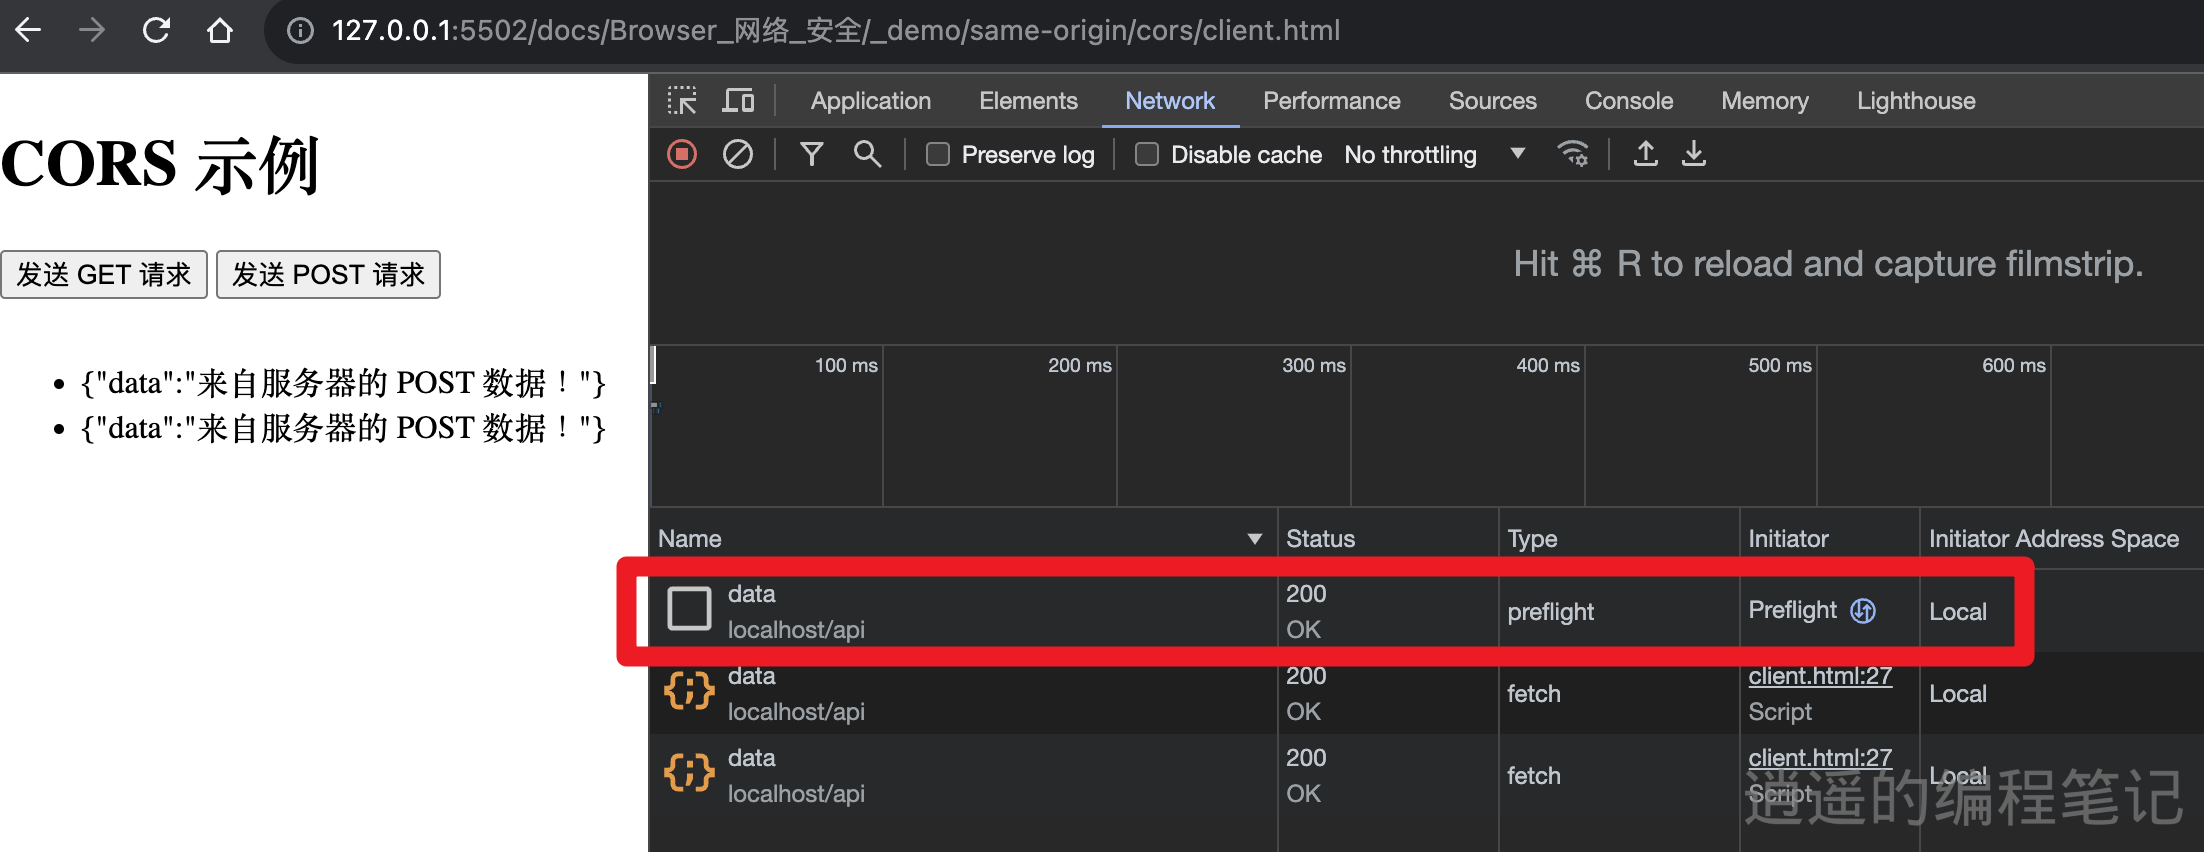 127.0.0.1:5502/docs/Browser_网络_安全/_demo/same-origin/cors/client.html
CORS 示例
发送 GET 请求 发送 POST 请求
{"data":"来自服务器的 POST 数据！"}
{"data":"来自服务器的 POST 数据！"}
Application Elements Network Performance Sources Console Memory Lighthouse
Preserve log Disable cache No throttling
Hit ⌘ R to reload and capture filmstrip.
100 ms 200 ms 300 ms 400 ms 500 ms 600 ms
Name Status Type Initiator Initiator Address Space
data 200 preflight Preflight Local
localhost/api OK
data 200 fetch client.html:27 Local
localhost/api OK Script
data 200 fetch client.html:27 Local
localhost/api OK Script
逍遥的编程笔记